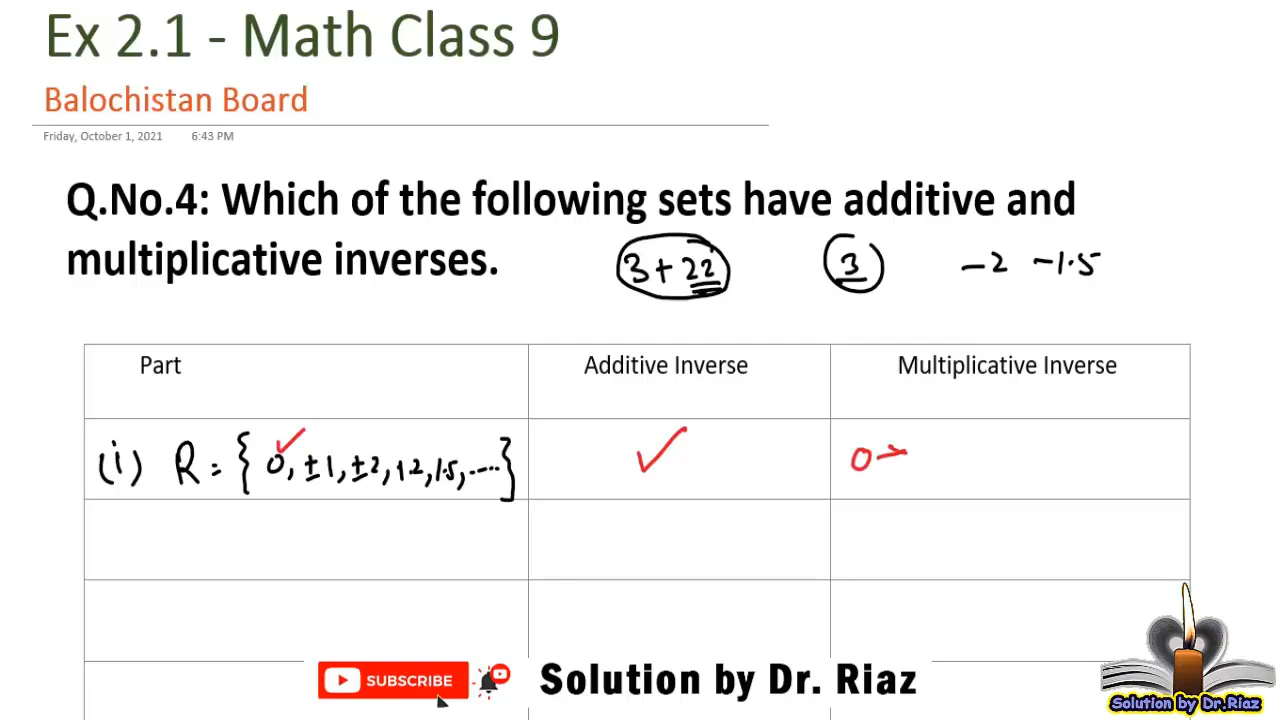 Ex 2.1 - Math Class 9
Balochistan Board
Friday, October 1, 2021 6:43 PM
Q.No.4: Which of the following sets have additive and
multiplicative inverses.
3 + 22 3 -2 -1.5
Part Additive Inverse Multiplicative Inverse
(i) R = { 0, ±1, ±2, 1.2, 1.5, ..... } ✓ 0→
SUBSCRIBE
Solution by Dr. Riaz
Solution by Dr.Riaz